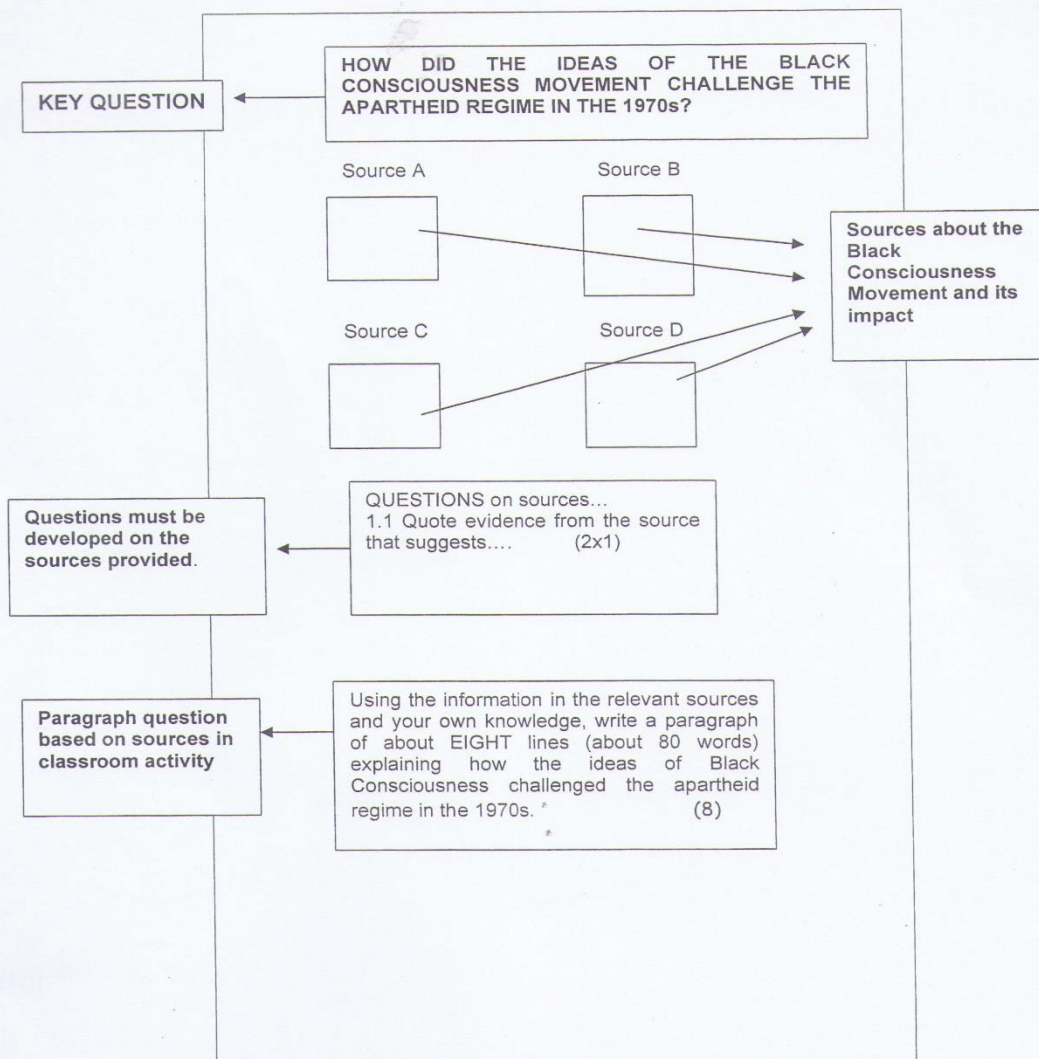 KEY QUESTION
HOW DID THE IDEAS OF THE BLACK
CONSCIOUSNESS MOVEMENT CHALLENGE THE
APARTHEID REGIME IN THE 1970s?
Source A
Source B
Sources about the
Black
Consciousness
Movement and its
impact
Source C
Source D
Questions must be
developed on the
sources provided.
QUESTIONS on sources...
1.1 Quote evidence from the source
that suggests.... (2x1)
Paragraph question
based on sources in
classroom activity
Using the information in the relevant sources
and your own knowledge, write a paragraph
of about EIGHT lines (about 80 words)
explaining how the ideas of Black
Consciousness challenged the apartheid
regime in the 1970s. (8)